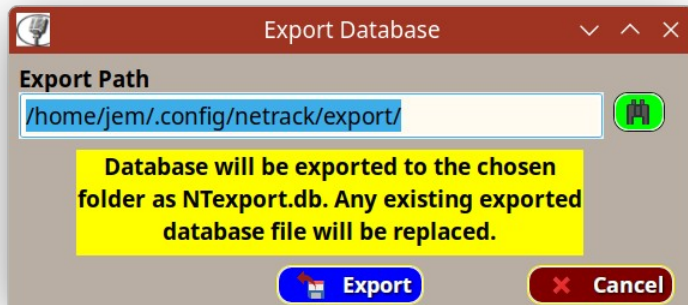 Export Database
Export Path
/home/jem/.config/netrack/export/
Database will be exported to the chosen
folder as NTexport.db. Any existing exported
database file will be replaced.
Export
Cancel